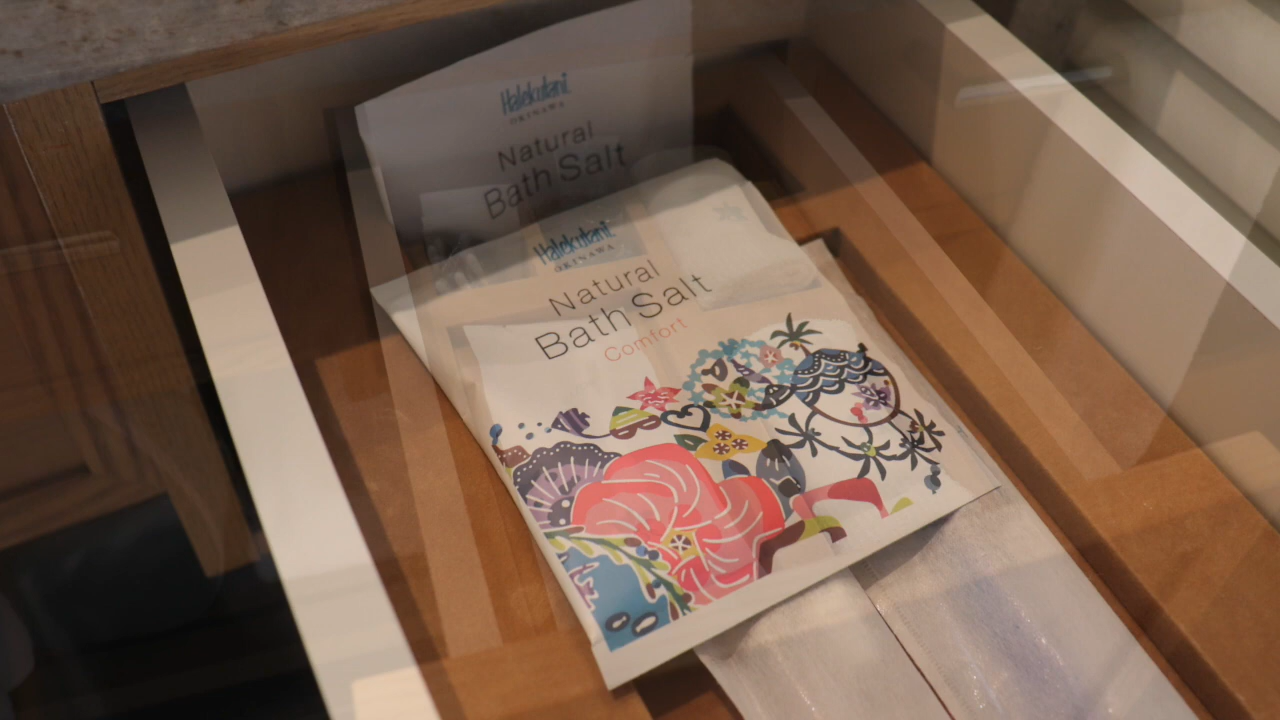 Halekulani
OKINAWA
Natural
Bath Salt
Halekulani
OKINAWA
Natural
Bath Salt
Comfort